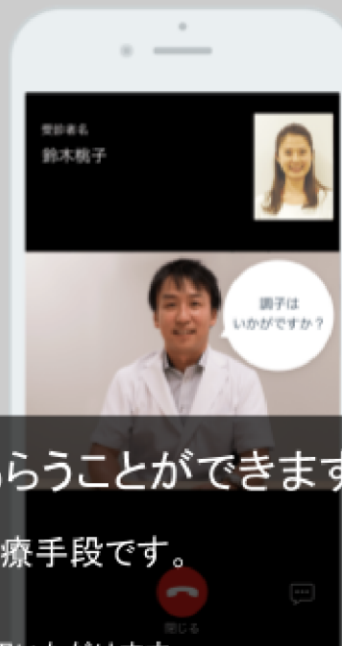 受診者名
鈴木桃子
調子は
いかがですか？
らうことができます
療手段です。
閉じる